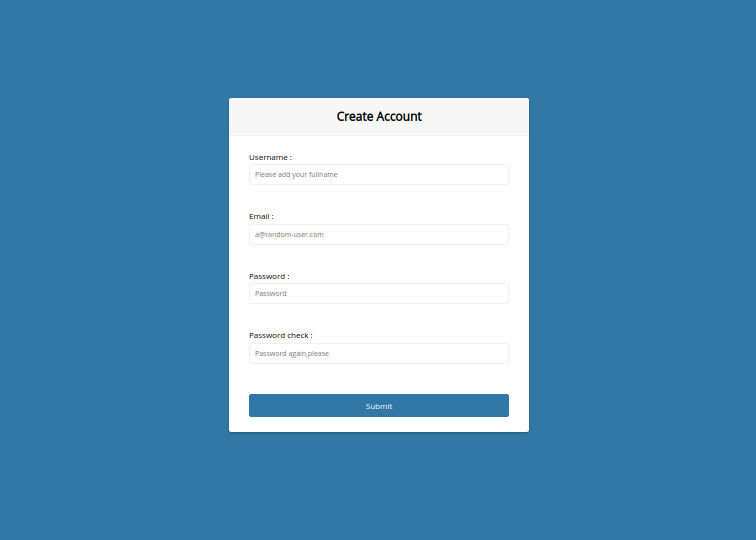 Create Account
Username :
Please add your fullname
Email :
a@random-user.com
Password :
Password
Password check :
Password again,please
Submit